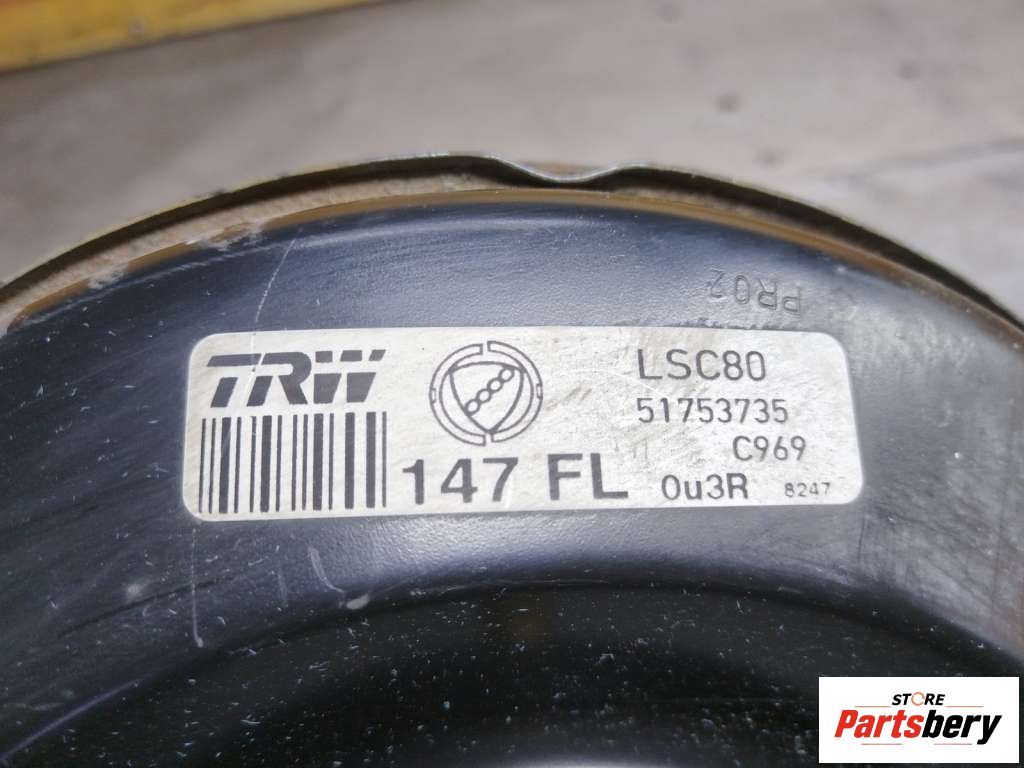 PR02
TRW
LSC80
51753735
C969
147 FL
0u3R
8247
STORE
Partsbery